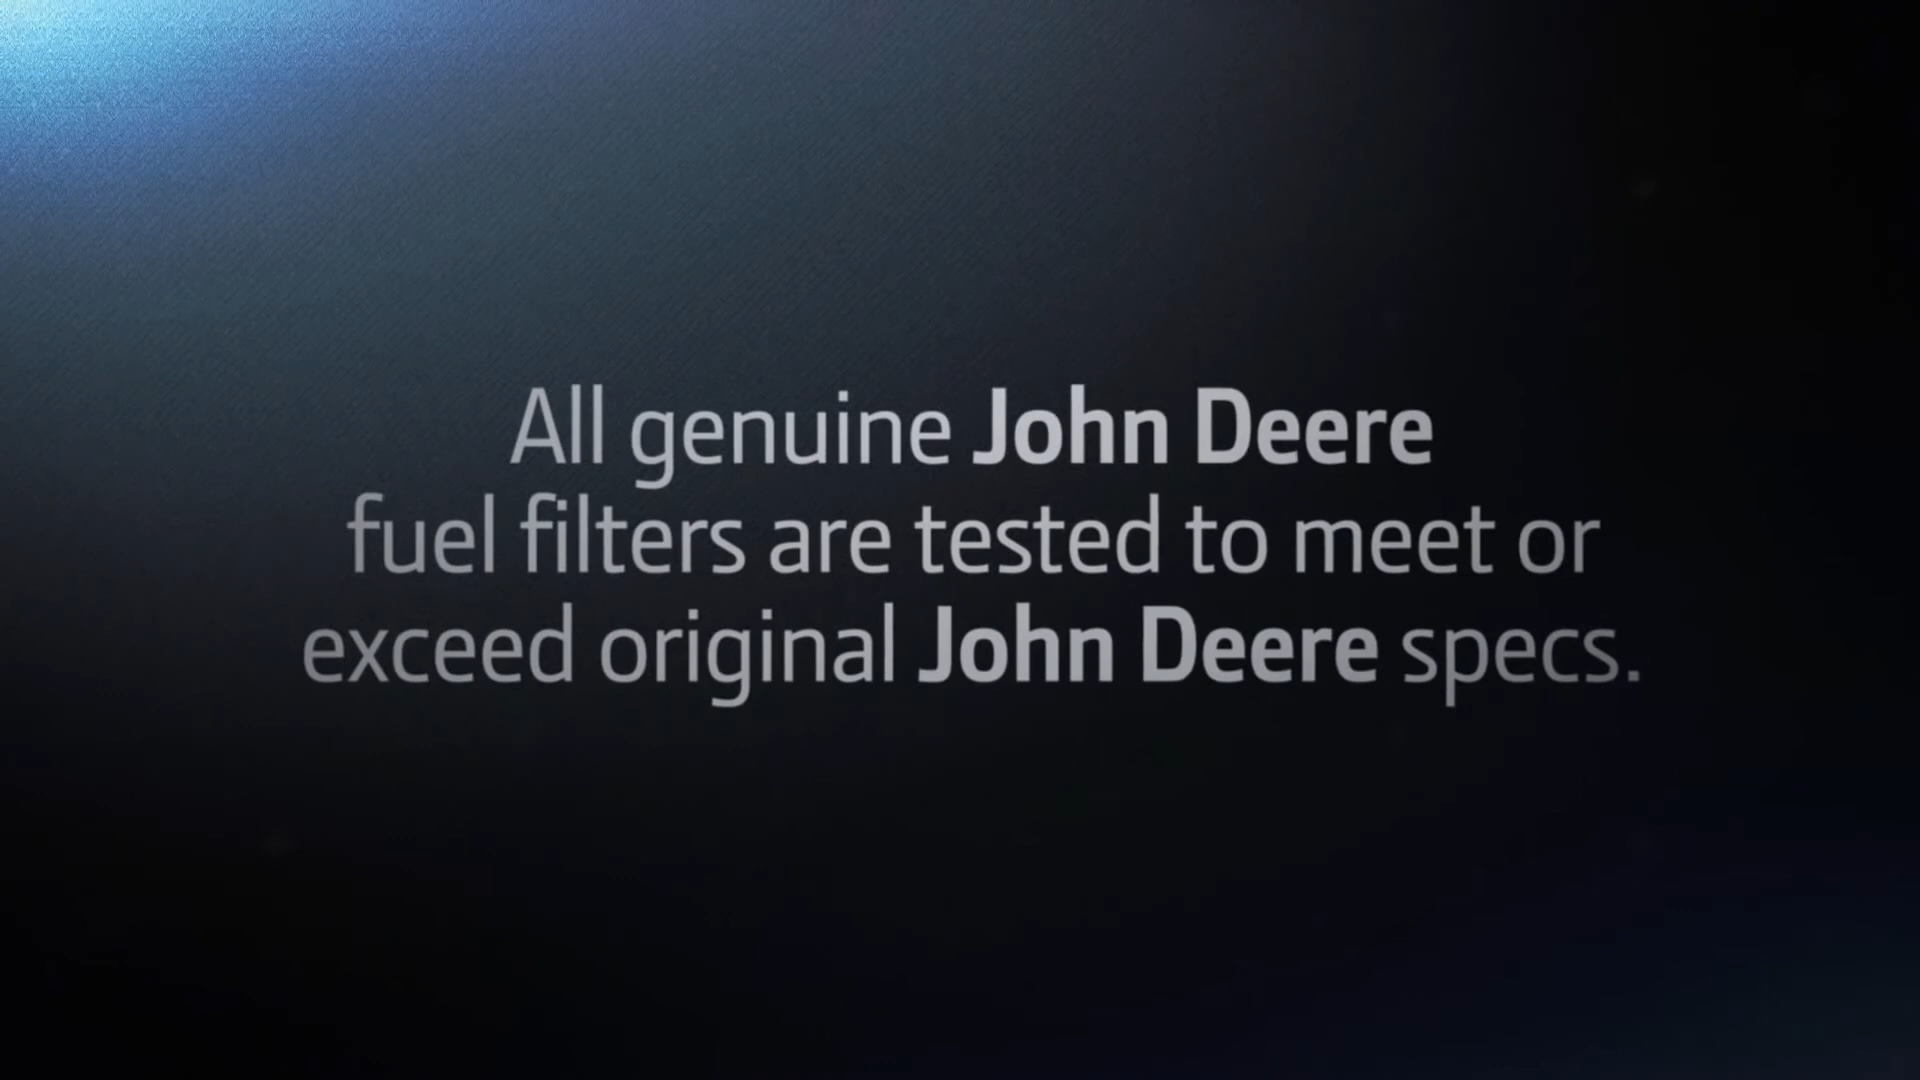 All genuine John Deere
fuel filters are tested to meet or
exceed original John Deere specs.